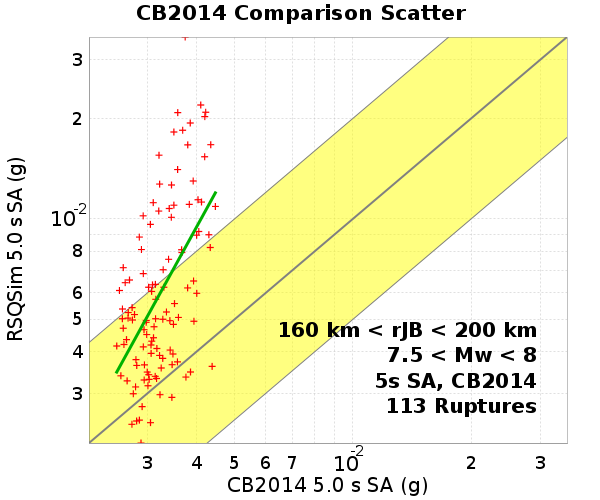 CB2014 Comparison Scatter
RSQSim 5.0 s SA (g)
3
2
10-2
8
6
5
4
3
160 km < rJB < 200 km
7.5 < Mw < 8
5s SA, CB2014
113 Ruptures
3 4 5 6 7 10-2 2 3
CB2014 5.0 s SA (g)